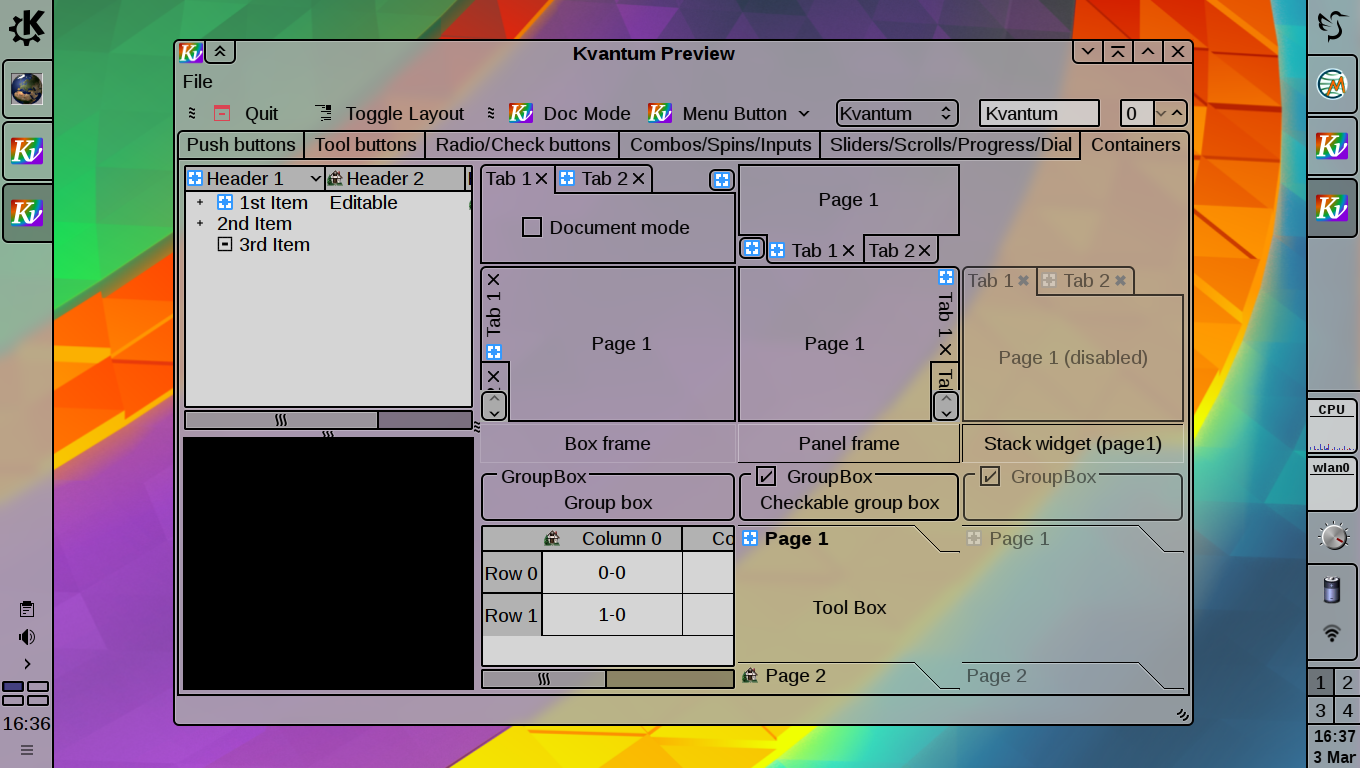 Kvantum Preview
File
Quit Toggle Layout Doc Mode Menu Button Kvantum Kvantum 0
Push buttons Tool buttons Radio/Check buttons Combos/Spins/Inputs Sliders/Scrolls/Progress/Dial Containers
Header 1 Header 2
1st Item Editable
2nd Item
3rd Item
Tab 1 Tab 2
Document mode
Page 1
Tab 1 Tab 2
Tab 1
Page 1
Page 1
Tab 1
Tab 1 Tab 2
Page 1 (disabled)
Box frame Panel frame Stack widget (page1)
GroupBox
Group box
GroupBox
Checkable group box
GroupBox
Column 0
Row 0 0-0
Row 1 1-0
Page 1
Tool Box
Page 2
Page 1
Page 2
16:36
CPU
wlan0
1 2
3 4
16:37
3 Mar